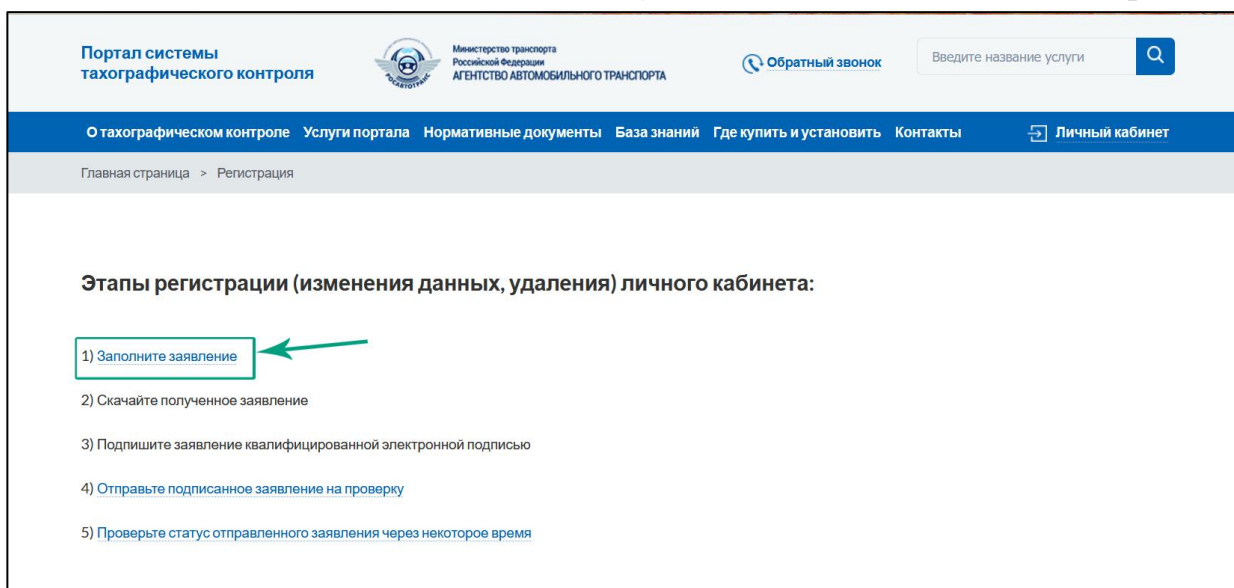 Портал системы
тахографического контроля
РОСАВТОТРАНС
Министерство транспорта
Российской Федерации
АГЕНТСТВО АВТОМОБИЛЬНОГО ТРАНСПОРТА
Обратный звонок
Введите название услуги
О тахографическом контроле Услуги портала Нормативные документы База знаний Где купить и установить Контакты Личный кабинет
Главная страница > Регистрация
Этапы регистрации (изменения данных, удаления) личного кабинета:
1) Заполните заявление
2) Скачайте полученное заявление
3) Подпишите заявление квалифицированной электронной подписью
4) Отправьте подписанное заявление на проверку
5) Проверьте статус отправленного заявления через некоторое время